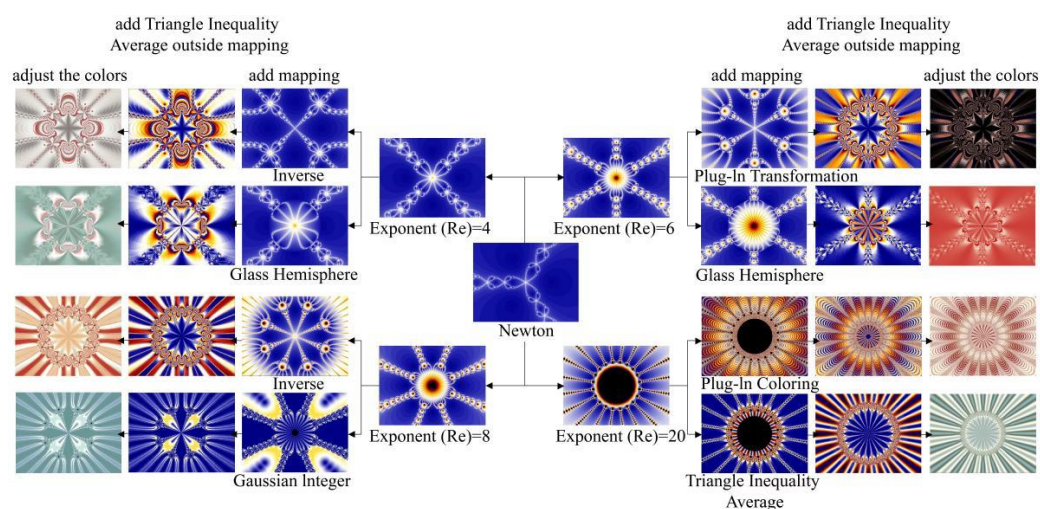 add Triangle Inequality
Average outside mapping
add Triangle Inequality
Average outside mapping
adjust the colors
add mapping
add mapping
adjust the colors
Inverse
Plug-In Transformation
Exponent (Re)=4
Exponent (Re)=6
Glass Hemisphere
Glass Hemisphere
Newton
Inverse
Plug-In Coloring
Exponent (Re)=8
Exponent (Re)=20
Gaussian Integer
Triangle Inequality
Average